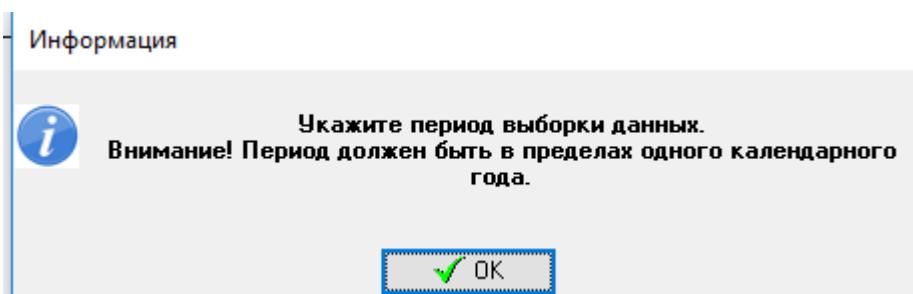 Информация
Укажите период выборки данных.
Внимание! Период должен быть в пределах одного календарного
года.
OK